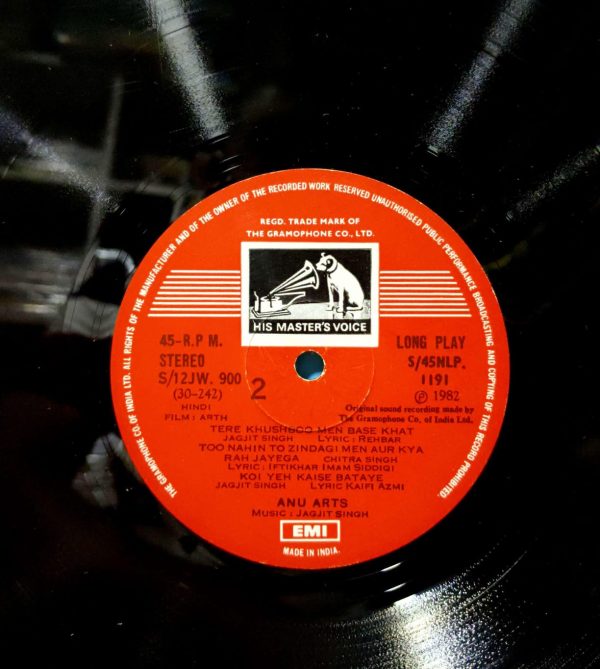 THE GRAMOPHONE CO. OF INDIA LTD. ALL RIGHTS OF THE MANUFACTURER AND OF THE OWNER OF THE RECORDED WORK RESERVED UNAUTHORISED PUBLIC PERFORMANCE BROADCASTING AND COPYING OF THIS RECORD PROHIBITED.
REGD. TRADE MARK OF
THE GRAMOPHONE CO., LTD.
HIS MASTER'S VOICE
45-R.P M.
STEREO
S/12JW. 900
(30-242)
HINDI
FILM : ARTH
2
LONG PLAY
S/45NLP.
1191
℗ 1982
Original sound recording made by
The Gramophone Co. of India Ltd.
TERE KHUSHBOO MEN BASE KHAT
JAGJIT SINGH LYRIC : REHBAR
TOO NAHIN TO ZINDAGI MEN AUR KYA
RAH JAYEGA CHITRA SINGH
LYRIC : IFTIKHAR IMAM SIDDIQI
KOI YEH KAISE BATAYE
JAGJIT SINGH LYRIC KAIFI AZMI
ANU ARTS
MUSIC : JAGJIT SINGH
EMI
MADE IN INDIA.